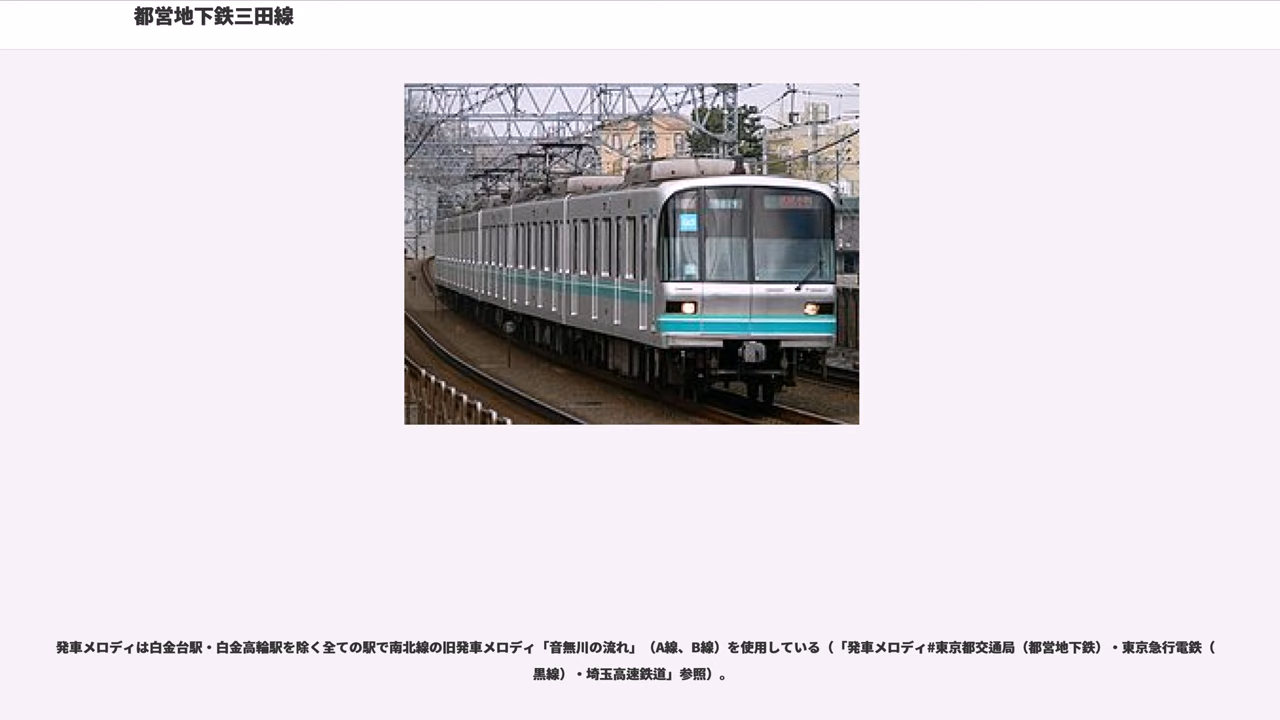 都営地下鉄三田線
発車メロディは白金台駅・白金高輪駅を除く全ての駅で南北線の旧発車メロディ「音無川の流れ」（A線、B線）を使用している（「発車メロディ#東京都交通局（都営地下鉄）・東京急行電鉄（
黒線）・埼玉高速鉄道」参照）。